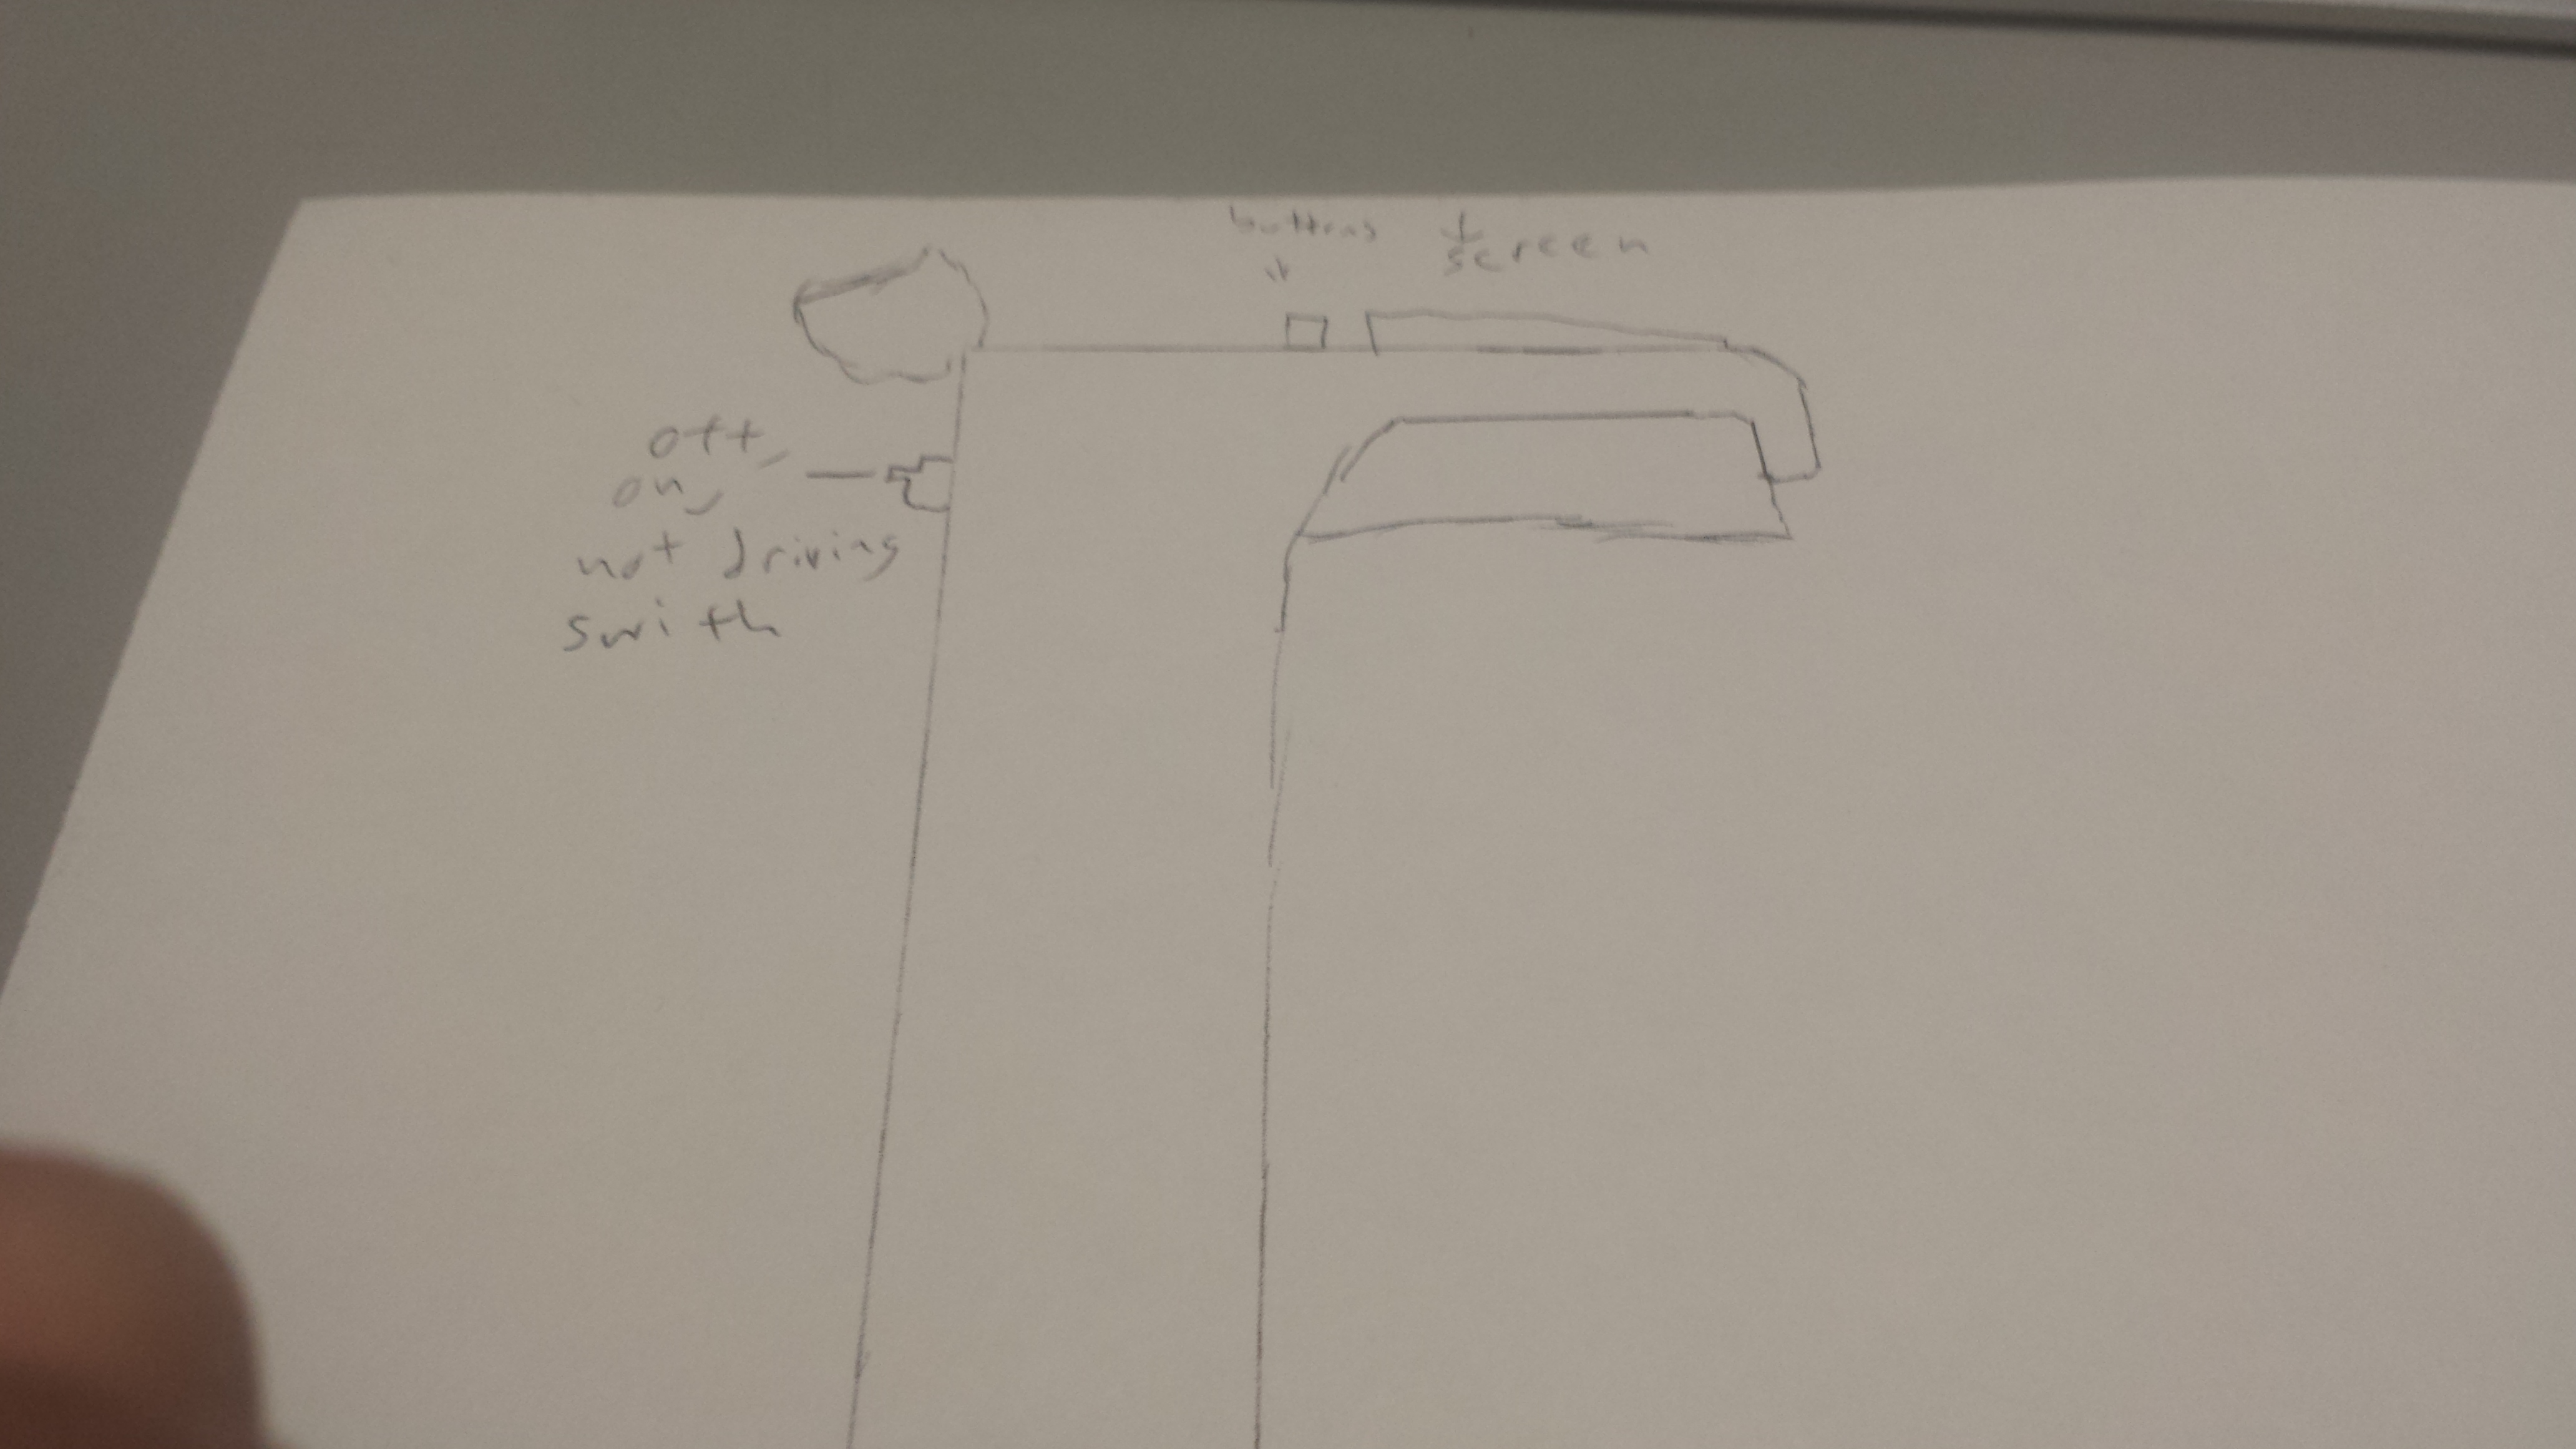 buttons
screen
off,
on,
not driving
swith